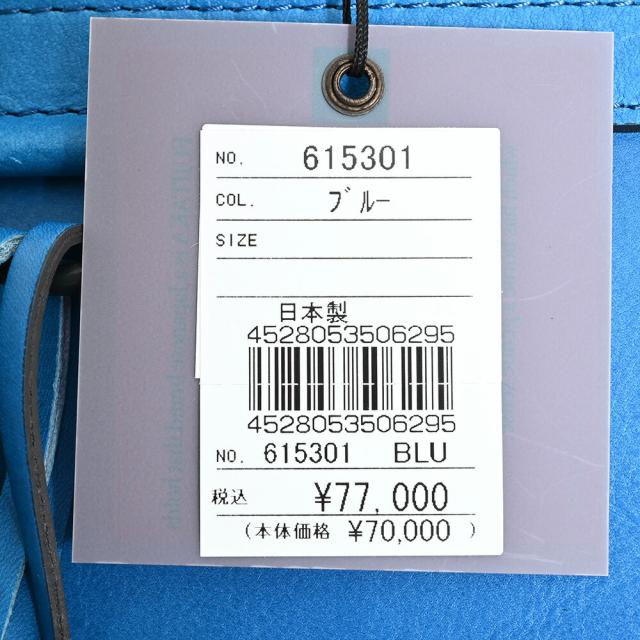 NO. 615301
COL. ブルー
SIZE
日本製
4528053506295
4528053506295
NO. 615301 BLU
税込 ¥77,000
(本体価格 ¥70,000 )